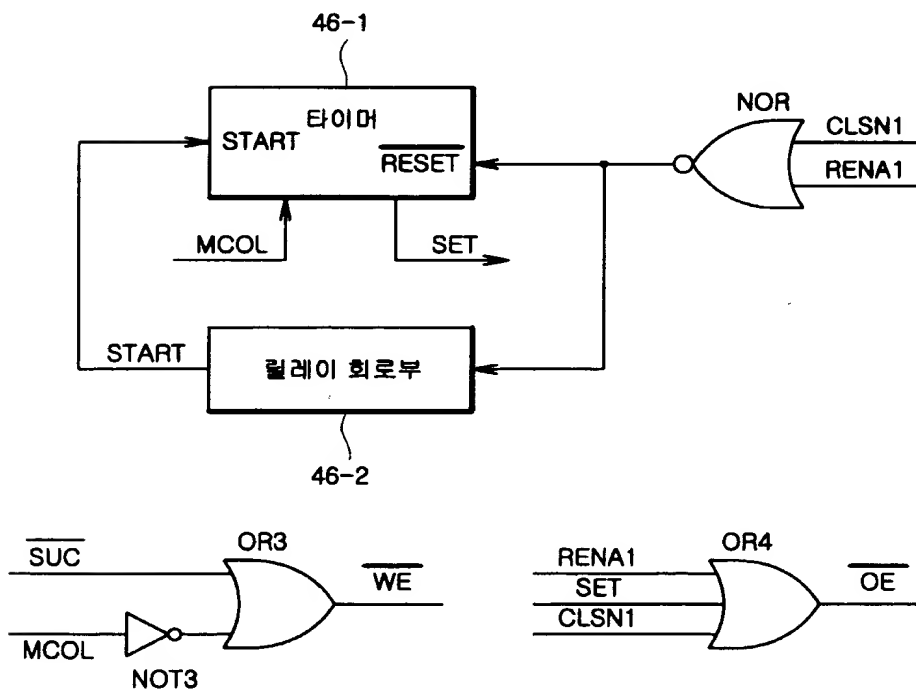 46-1
타이머
START
RESET
NOR
CLSN1
RENA1
MCOL
SET
START
릴레이 회로부
46-2
SUC
OR3
WE
MCOL
NOT3
RENA1
SET
CLSN1
OR4
OE